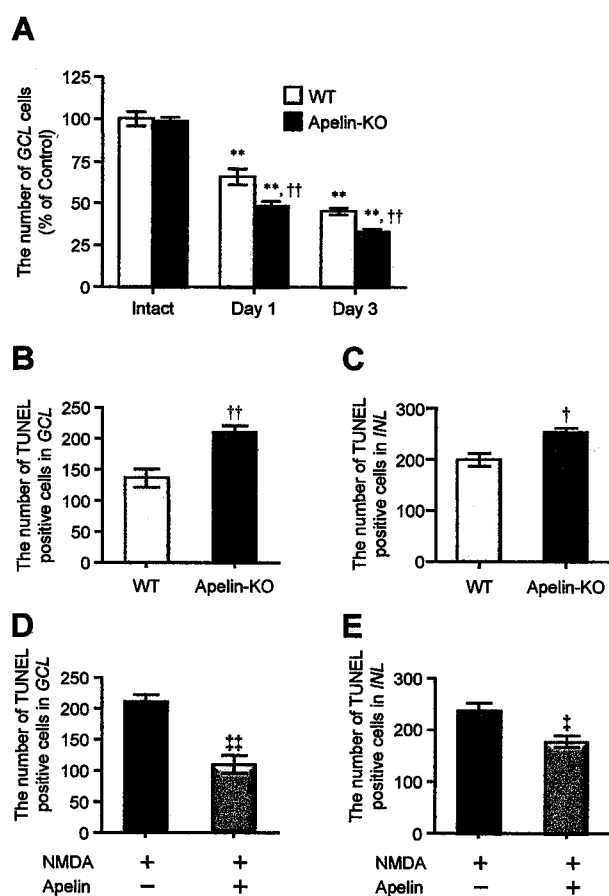 A
The number of GCL cells
(% of Control)
125
100
75
50
25
0
WT
Apelin-KO
**
**, ††
**
**, ††
Intact Day 1 Day 3
B
The number of TUNEL
positive cells in GCL
250
200
150
100
50
0
††
WT Apelin-KO
C
The number of TUNEL
positive cells in INL
300
200
100
0
†
WT Apelin-KO
D
The number of TUNEL
positive cells in GCL
250
200
150
100
50
0
‡‡
NMDA + +
Apelin − +
E
The number of TUNEL
positive cells in INL
300
200
100
0
‡
NMDA + +
Apelin − +